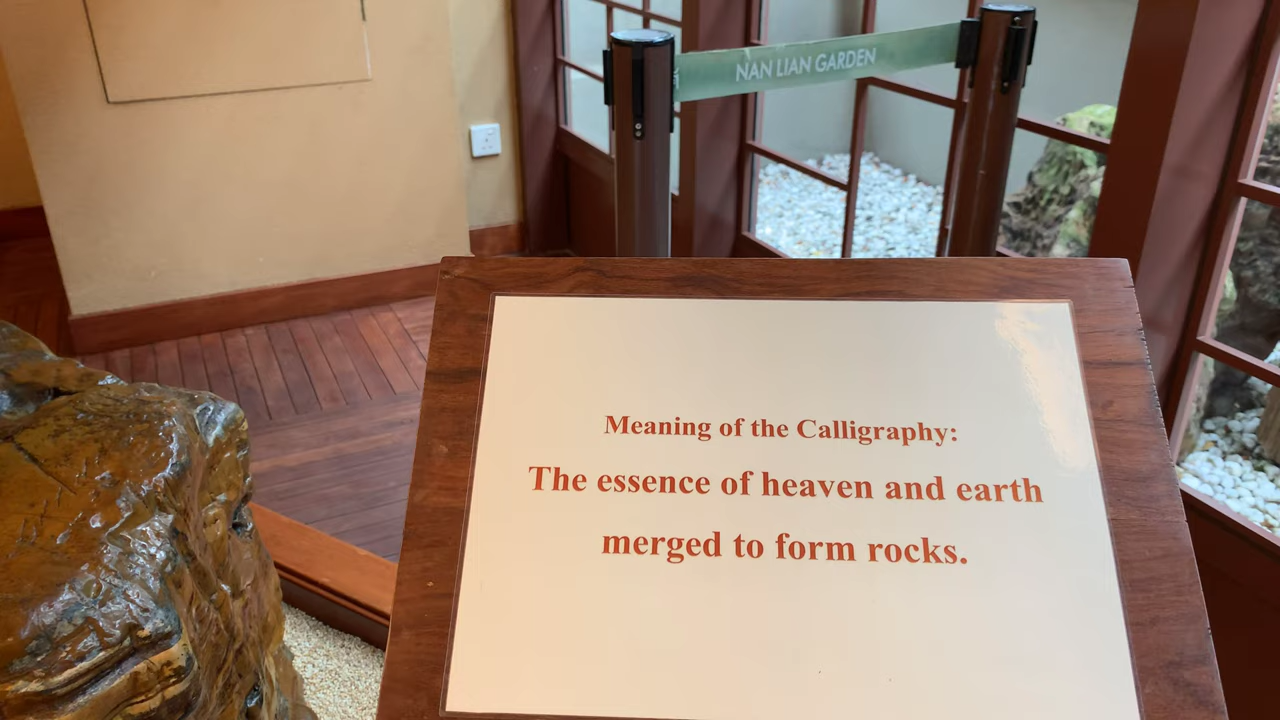 NAN LIAN GARDEN
Meaning of the Calligraphy:
The essence of heaven and earth
merged to form rocks.